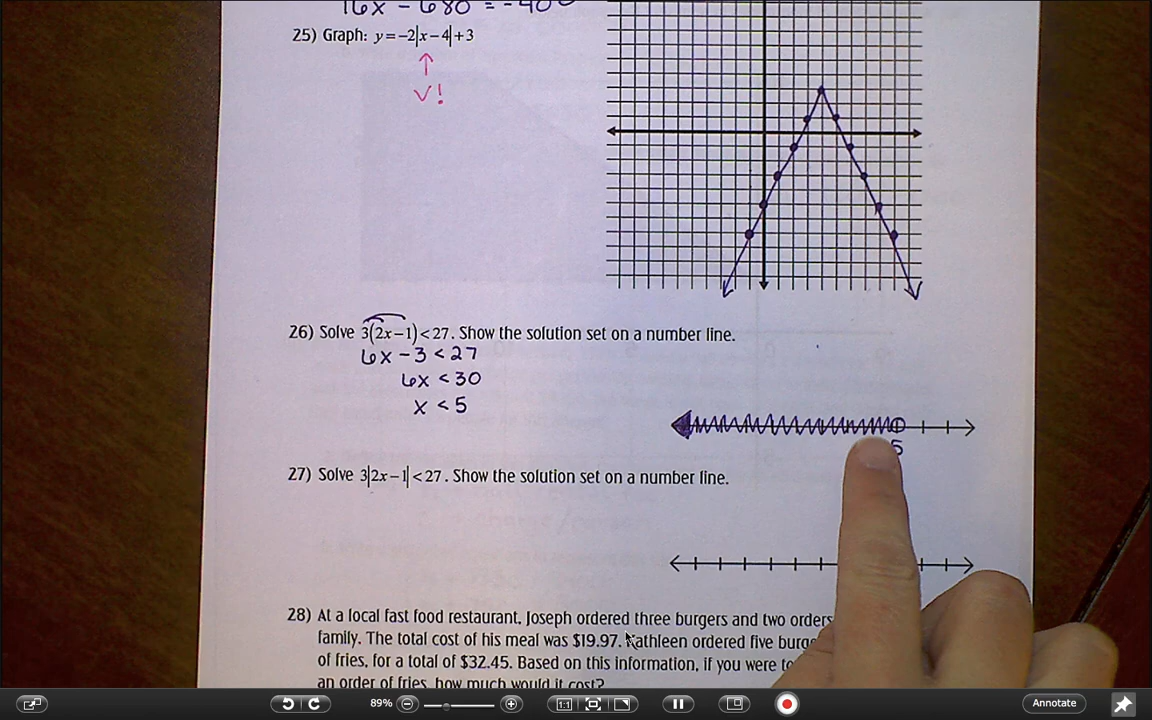 16x - 680 = -40
25) Graph: y=-2|x-4|+3
↑
V!
26) Solve 3(2x-1)<27. Show the solution set on a number line.
6x - 3 < 27
6x < 30
x < 5
5
27) Solve 3|2x-1|<27. Show the solution set on a number line.
28) At a local fast food restaurant, Joseph ordered three burgers and two orders
family. The total cost of his meal was $19.97. Kathleen ordered five
of fries, for a total of $32.45. Based on this information, if you were
an order of fries, how much would it cost?
89%
1:1
Annotate